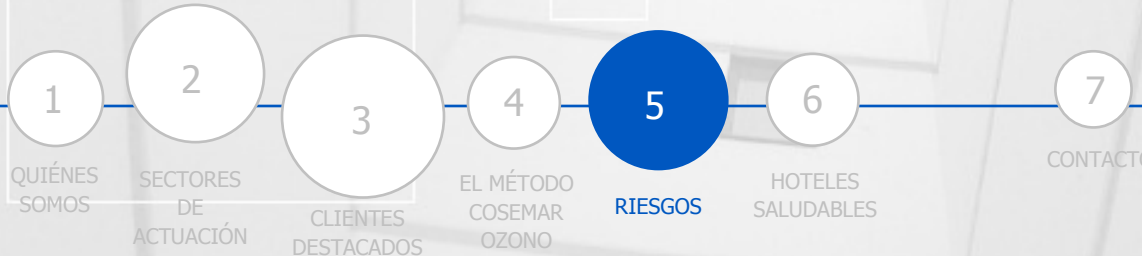 1
QUIÉNES
SOMOS
2
SECTORES
DE
ACTUACIÓN
3
CLIENTES
DESTACADOS
4
EL MÉTODO
COSEMAR
OZONO
5
RIESGOS
6
HOTELES
SALUDABLES
7
CONTACTO